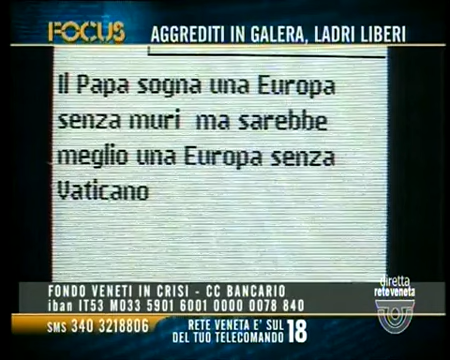 FOCUS AGGREDITI IN GALERA, LADRI LIBERI
Il Papa sogna una Europa
senza muri ma sarebbe
meglio una Europa senza
Vaticano
diretta
reteveneta
FONDO VENETI IN CRISI - CC BANCARIO
iban IT53 M033 5901 6001 0000 0078 840
SMS 340 3218806
RETE VENETA E' SUL
DEL TUO TELECOMANDO 18